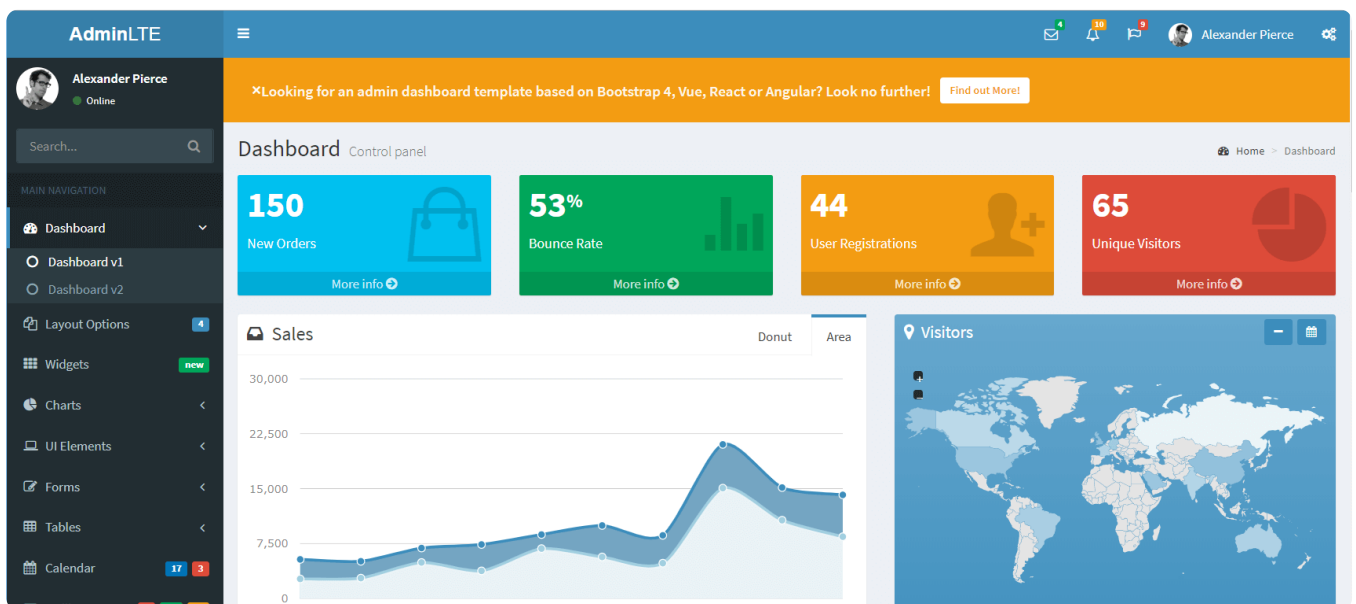 AdminLTE
4
10
9
Alexander Pierce
Alexander Pierce
Online
Search...
MAIN NAVIGATION
Dashboard
Dashboard v1
Dashboard v2
Layout Options 4
Widgets new
Charts
UI Elements
Forms
Tables
Calendar 17 3
×Looking for an admin dashboard template based on Bootstrap 4, Vue, React or Angular? Look no further! Find out More!
Dashboard Control panel
Home > Dashboard
150
New Orders
More info
53%
Bounce Rate
More info
44
User Registrations
More info
65
Unique Visitors
More info
Sales
Donut
Area
30,000
22,500
15,000
7,500
0
Visitors
+
−